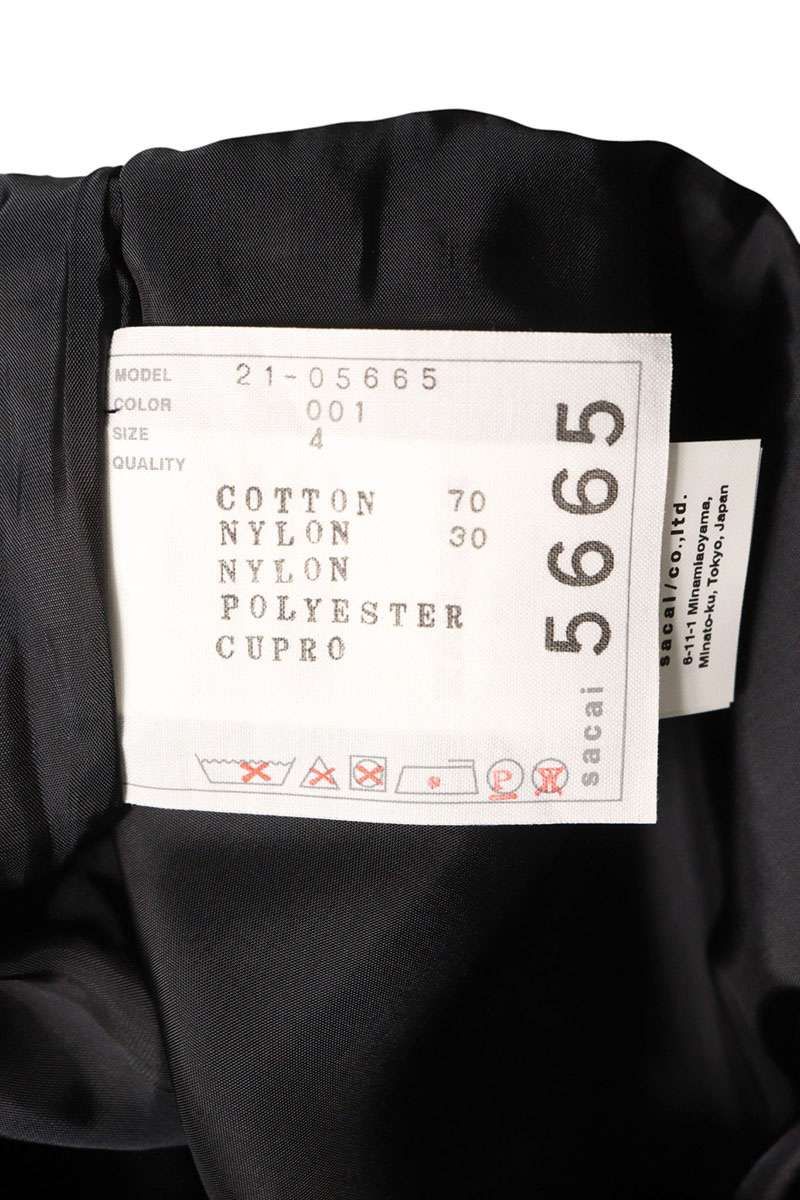 MODEL 21-05665
COLOR 001
SIZE 4
QUALITY
COTTON 70
NYLON 30
NYLON
POLYESTER
CUPRO
P
W
sacai 5665
sacai/co.,ltd.
6-11-1 Minamiaoyama,
Minato-ku, Tokyo, Japan